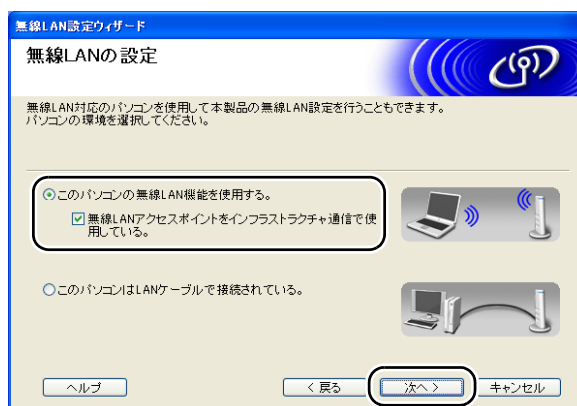 無線LAN設定ウィザード
無線LANの設定
無線LAN対応のパソコンを使用して本製品の無線LAN設定を行うこともできます。
パソコンの環境を選択してください。
このパソコンの無線LAN機能を使用する。
無線LANアクセスポイントをインフラストラクチャ通信で使
用している。
このパソコンはLANケーブルで接続されている。
ヘルプ
< 戻る
次へ >
キャンセル